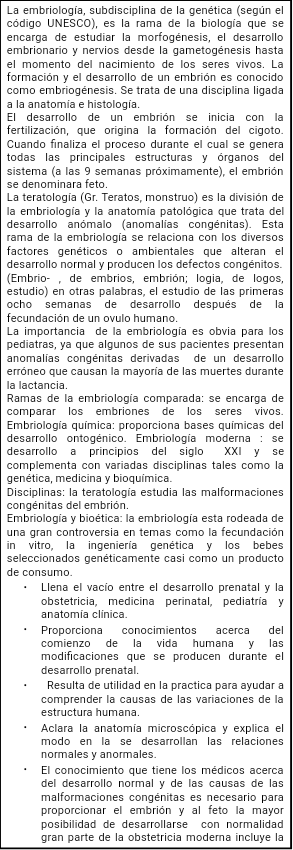 La embriología, subdisciplina de la genética (según el
código UNESCO), es la rama de la biología que se
encarga de estudiar la morfogénesis, el desarrollo
embrionario y nervios desde la gametogénesis hasta
el momento del nacimiento de los seres vivos. La
formación y el desarrollo de un embrión es conocido
como embriogénesis. Se trata de una disciplina ligada
a la anatomía e histología.
El desarrollo de un embrión se inicia con la
fertilización, que origina la formación del cigoto.
Cuando finaliza el proceso durante el cual se genera
todas las principales estructuras y órganos del
sistema (a las 9 semanas próximamente), el embrión
se denominara feto.
La teratología (Gr. Teratos, monstruo) es la división de
la embriología y la anatomía patológica que trata del
desarrollo anómalo (anomalías congénitas). Esta
rama de la embriología se relaciona con los diversos
factores genéticos o ambientales que alteran el
desarrollo normal y producen los defectos congénitos.
(Embrio- , de embrios, embrión; logia, de logos,
estudio) en otras palabras, el estudio de las primeras
ocho semanas de desarrollo después de la
fecundación de un ovulo humano.
La importancia de la embriología es obvia para los
pediatras, ya que algunos de sus pacientes presentan
anomalías congénitas derivadas de un desarrollo
erróneo que causan la mayoría de las muertes durante
la lactancia.
Ramas de la embriología comparada: se encarga de
comparar los embriones de los seres vivos.
Embriología química: proporciona bases químicas del
desarrollo ontogénico. Embriología moderna : se
desarrollo a principios del siglo XXI y se
complementa con variadas disciplinas tales como la
genética, medicina y bioquímica.
Disciplinas: la teratología estudia las malformaciones
congénitas del embrión.
Embriología y bioética: la embriología esta rodeada de
una gran controversia en temas como la fecundación
in vitro, la ingeniería genética y los bebes
seleccionados genéticamente casi como un producto
de consumo.
• Llena el vacío entre el desarrollo prenatal y la
obstetricia, medicina perinatal, pediatría y
anatomía clínica.
• Proporciona conocimientos acerca del
comienzo de la vida humana y las
modificaciones que se producen durante el
desarrollo prenatal.
• Resulta de utilidad en la practica para ayudar a
comprender la causas de las variaciones de la
estructura humana.
• Aclara la anatomía microscópica y explica el
modo en la se desarrollan las relaciones
normales y anormales.
• El conocimiento que tiene los médicos acerca
del desarrollo normal y de las causas de las
malformaciones congénitas es necesario para
proporcionar el embrión y al feto la mayor
posibilidad de desarrollarse con normalidad
gran parte de la obstetricia moderna incluye la